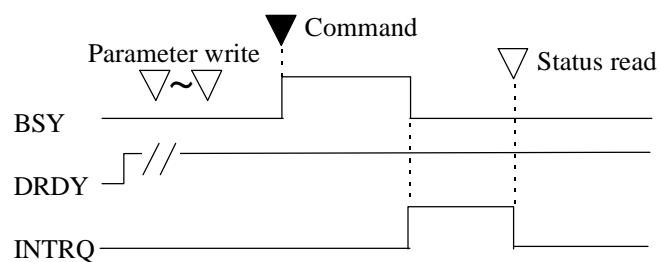 Command
Parameter write
~
Status read
BSY
DRDY
INTRQ